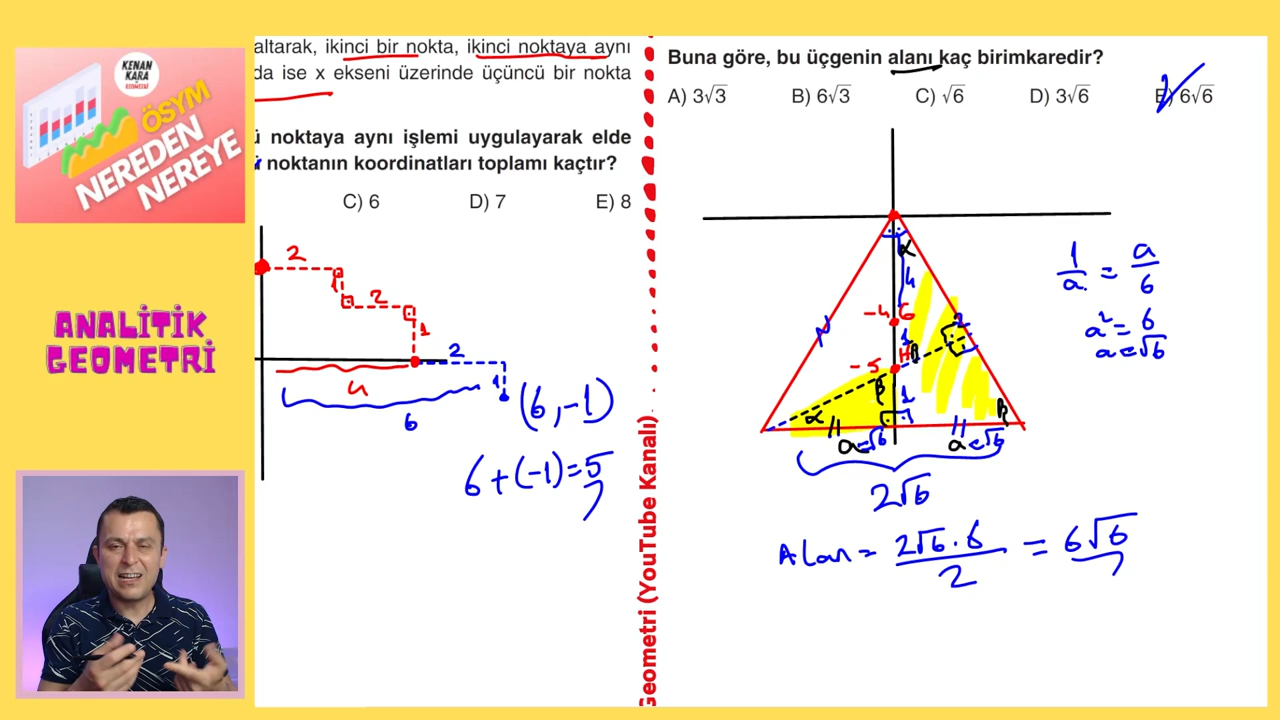 KENAN
KARA
GEOMETRİ
ÖSYM
NEREDEN
NEREYE
ANALİTİK
GEOMETRİ
altarak, ikinci bir nokta, ikinci noktaya aynı
da ise x ekseni üzerinde üçüncü bir nokta
ü noktaya aynı işlemi uygulayarak elde
noktanın koordinatları toplamı kaçtır?
C) 6 D) 7 E) 8
2
1
2
1
2
1
4
6
(6,-1)
6+(-1)=5
Geometri (YouTube Kanalı)
Buna göre, bu üçgenin alanı kaç birimkaredir?
A) 3√3 B) 6√3 C) √6 D) 3√6 E) 6√6
α
4
-4 G
1
-5 H
β
β
1
α
β
a=√6 a=√6
2√6
1/a = a/6
a²=6
a=√6
Alan = 2√6.6/2 = 6√6